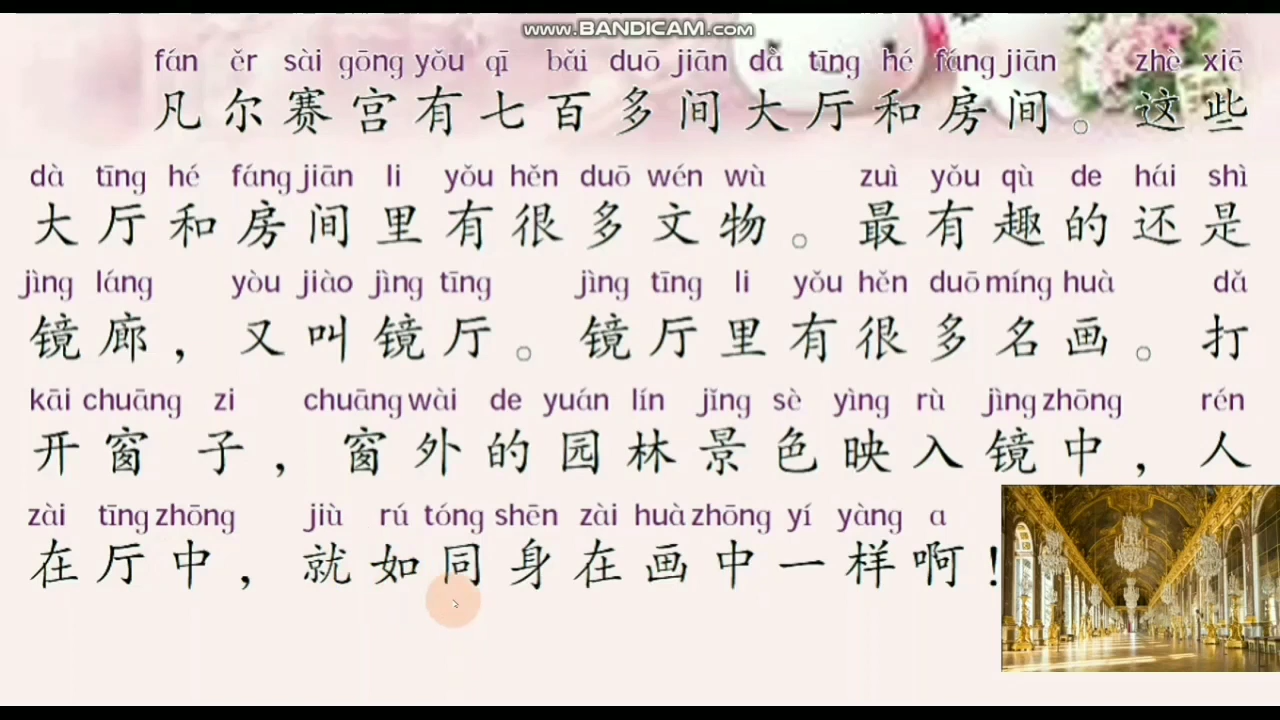 www.BANDICAM.com
fán ěr sài gōng yǒu qī bǎi duō jiān dà tīng hé fáng jiān zhè xiē
凡尔赛宫有七百多间大厅和房间。这些
dà tīng hé fáng jiān li yǒu hěn duō wén wù zuì yǒu qù de hái shì
大厅和房间里有很多文物。最有趣的还是
jìng láng yòu jiào jìng tīng jìng tīng li yǒu hěn duō míng huà dǎ
镜廊，又叫镜厅。镜厅里有很多名画。打
kāi chuāng zi chuāng wài de yuán lín jǐng sè yìng rù jìng zhōng rén
开窗子，窗外的园林景色映入镜中，人
zài tīng zhōng jiù rú tóng shēn zài huà zhōng yí yàng ɑ
在厅中，就如同身在画中一样啊！